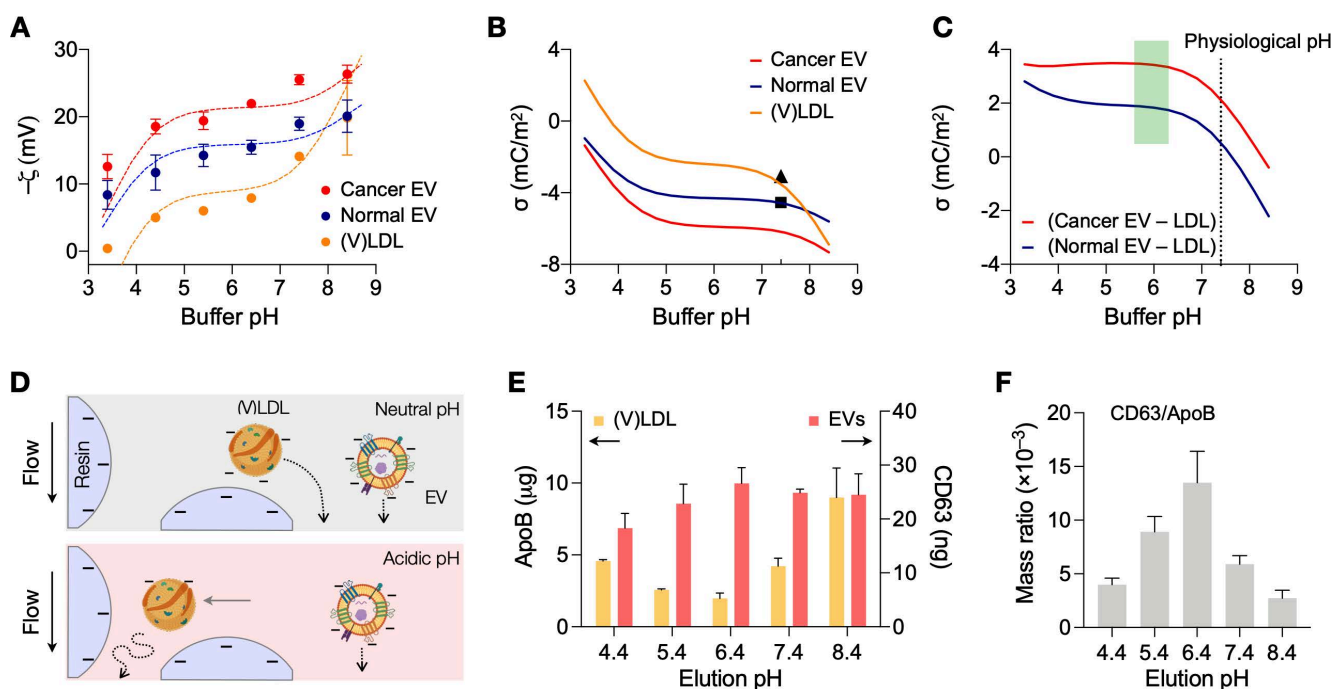 A
−ζ (mV)
30
20
10
0
3 4 5 6 7 8 9
Buffer pH
Cancer EV
Normal EV
(V)LDL
B
σ (mC/m²)
4
0
-4
-8
3 4 5 6 7 8 9
Buffer pH
Cancer EV
Normal EV
(V)LDL
C
σ (mC/m²)
4
2
0
-2
-4
3 4 5 6 7 8 9
Buffer pH
Physiological pH
(Cancer EV – LDL)
(Normal EV – LDL)
D
Flow
Resin
(V)LDL
Neutral pH
EV
Flow
Acidic pH
E
ApoB (μg)
15
10
5
0
(V)LDL
EVs
40
30
20
10
0
CD63 (ng)
4.4 5.4 6.4 7.4 8.4
Elution pH
F
Mass ratio (×10⁻³)
20
15
10
5
0
CD63/ApoB
4.4 5.4 6.4 7.4 8.4
Elution pH